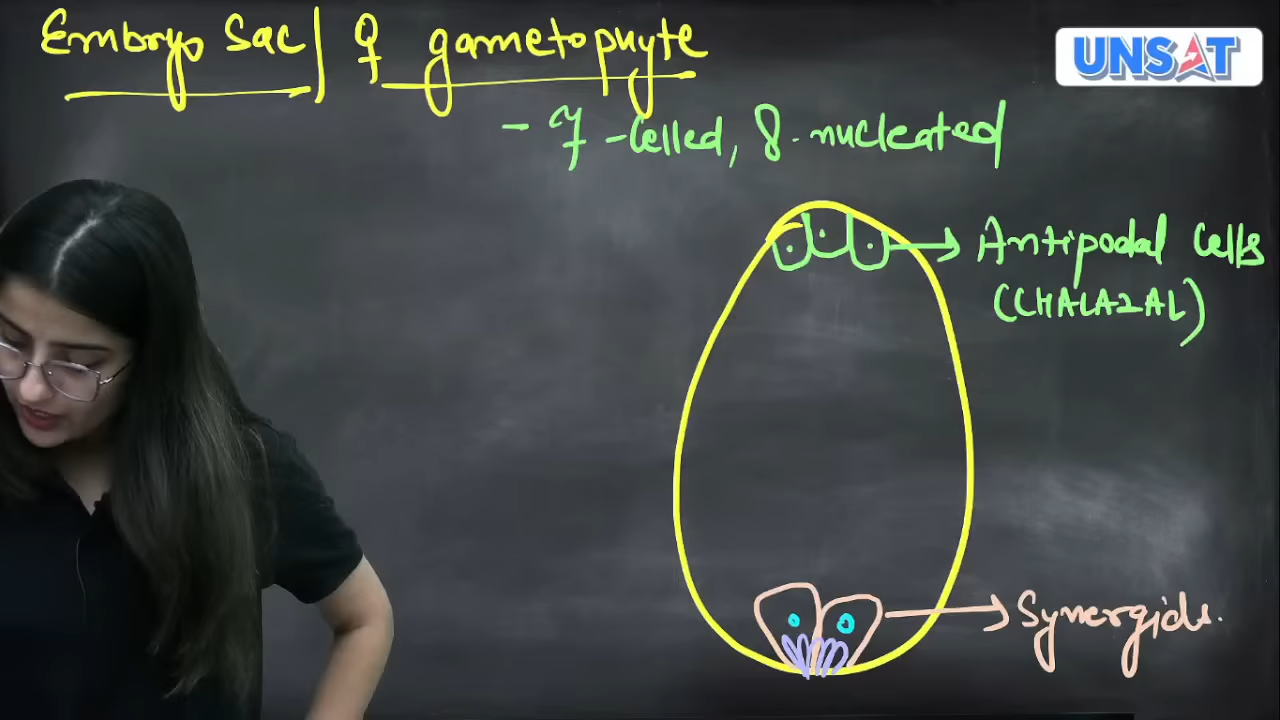 Embryo Sac | ♀ gametophyte
UNSAT
- 7-Celled, 8-nucleated
Antipodal Cells
(CHALAZAL)
Synergids.